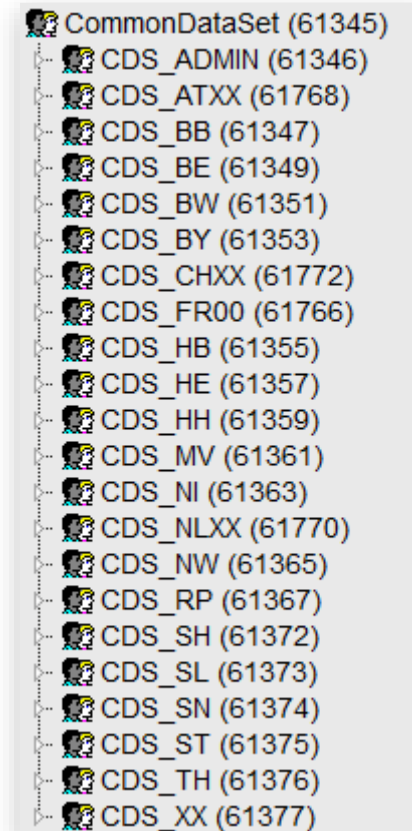 CommonDataSet (61345)
CDS_ADMIN (61346)
CDS_ATXX (61768)
CDS_BB (61347)
CDS_BE (61349)
CDS_BW (61351)
CDS_BY (61353)
CDS_CHXX (61772)
CDS_FR00 (61766)
CDS_HB (61355)
CDS_HE (61357)
CDS_HH (61359)
CDS_MV (61361)
CDS_NI (61363)
CDS_NLXX (61770)
CDS_NW (61365)
CDS_RP (61367)
CDS_SH (61372)
CDS_SL (61373)
CDS_SN (61374)
CDS_ST (61375)
CDS_TH (61376)
CDS_XX (61377)